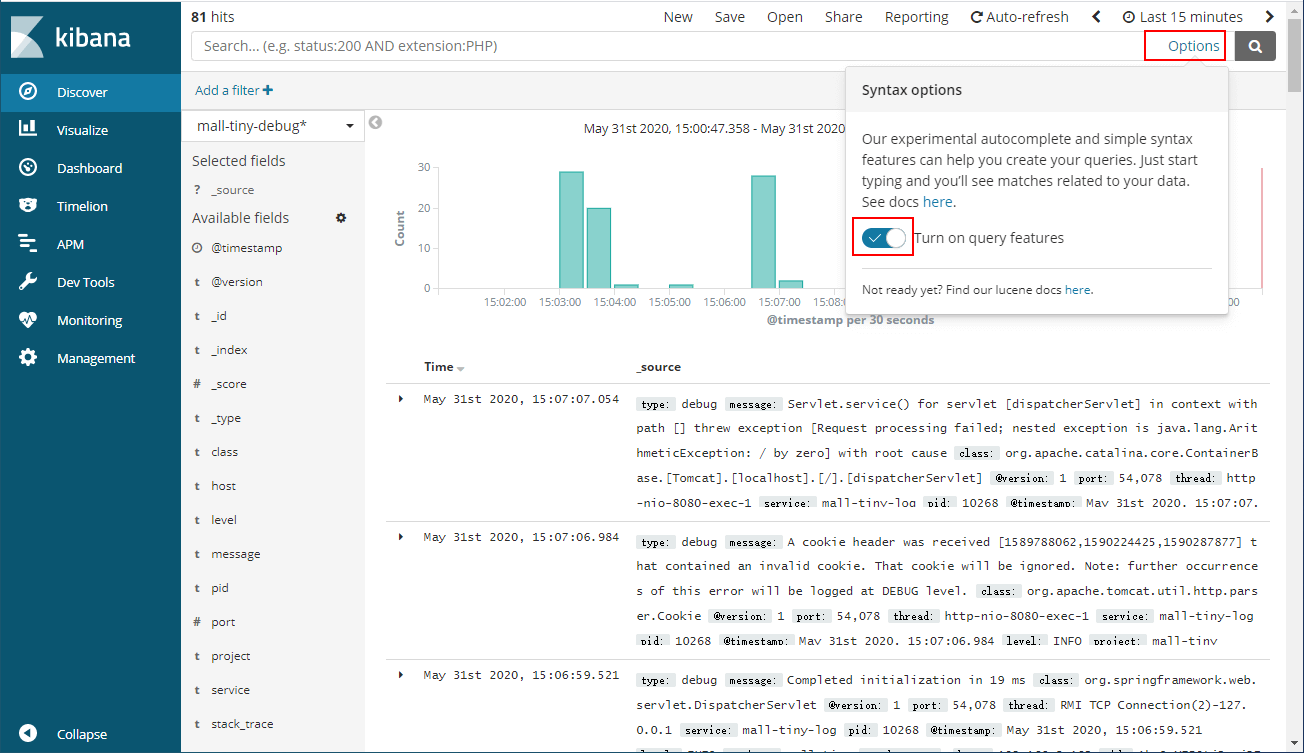 kibana
Discover
Visualize
Dashboard
Timelion
APM
Dev Tools
Monitoring
Management
Collapse
81 hits
New Save Open Share Reporting Auto-refresh Last 15 minutes
Search... (e.g. status:200 AND extension:PHP)
Options
Add a filter
mall-tiny-debug*
Selected fields
? _source
Available fields
@timestamp
t @version
t _id
t _index
# _score
t _type
t class
t host
t level
t message
t pid
# port
t project
t service
t stack_trace
May 31st 2020, 15:00:47.358 - May 31st 2020
Syntax options
Our experimental autocomplete and simple syntax
features can help you create your queries. Just start
typing and you'll see matches related to your data.
See docs here.
Turn on query features
Not ready yet? Find our lucene docs here.
Count
30
20
10
0
15:02:00 15:03:00 15:04:00 15:05:00 15:06:00 15:07:00 15:08:0 00
@timestamp per 30 seconds
Time _source
May 31st 2020, 15:07:07.054
type: debug message: Servlet.service() for servlet [dispatcherServlet] in context with
path [] threw exception [Request processing failed; nested exception is java.lang.Arit
hmeticException: / by zero] with root cause class: org.apache.catalina.core.ContainerB
ase.[Tomcat].[localhost].[/].[dispatcherServlet] @version: 1 port: 54,078 thread: http
-nio-8080-exec-1 service: mall-tiny-log pid: 10268 @timestamp: May 31st 2020, 15:07:07.
May 31st 2020, 15:07:06.984
type: debug message: A cookie header was received [1589788062,1590224425,1590287877] t
hat contained an invalid cookie. That cookie will be ignored. Note: further occurrence
s of this error will be logged at DEBUG level. class: org.apache.tomcat.util.http.pars
er.Cookie @version: 1 port: 54,078 thread: http-nio-8080-exec-1 service: mall-tiny-log
pid: 10268 @timestamp: May 31st 2020, 15:07:06.984 level: INFO project: mall-tiny
May 31st 2020, 15:06:59.521
type: debug message: Completed initialization in 19 ms class: org.springframework.web.
servlet.DispatcherServlet @version: 1 port: 54,078 thread: RMI TCP Connection(2)-127.
0.0.1 service: mall-tiny-log pid: 10268 @timestamp: May 31st 2020, 15:06:59.521